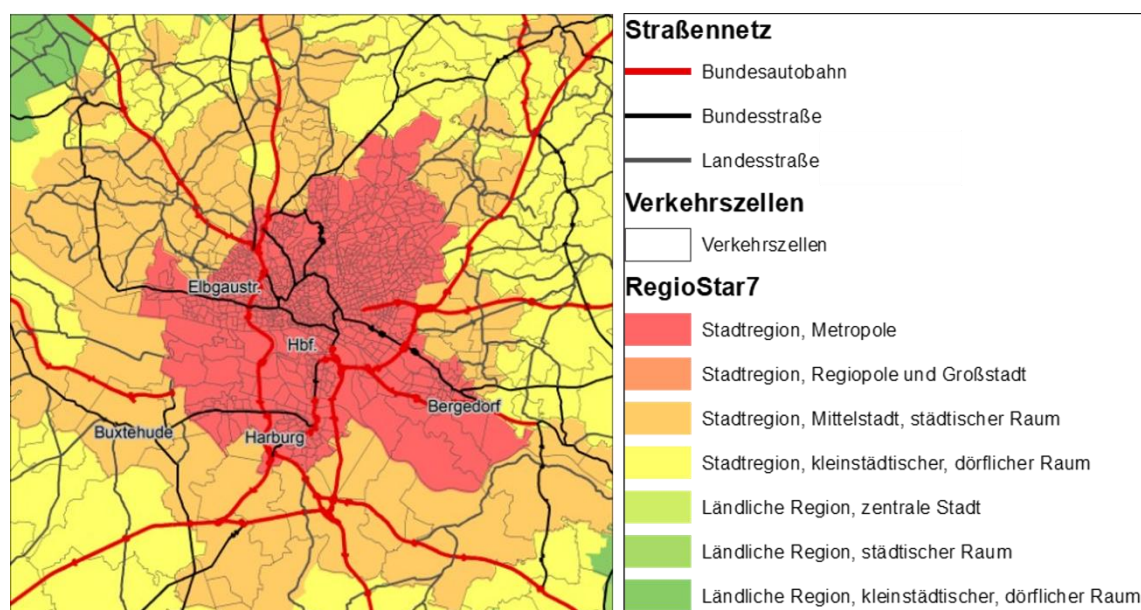 Elbgaustr.
Hbf.
Bergedorf
Buxtehude
Harburg
Straßennetz
Bundesautobahn
Bundesstraße
Landesstraße
Verkehrszellen
Verkehrszellen
RegioStar7
Stadtregion, Metropole
Stadtregion, Regiopole und Großstadt
Stadtregion, Mittelstadt, städtischer Raum
Stadtregion, kleinstädtischer, dörflicher Raum
Ländliche Region, zentrale Stadt
Ländliche Region, städtischer Raum
Ländliche Region, kleinstädtischer, dörflicher Raum